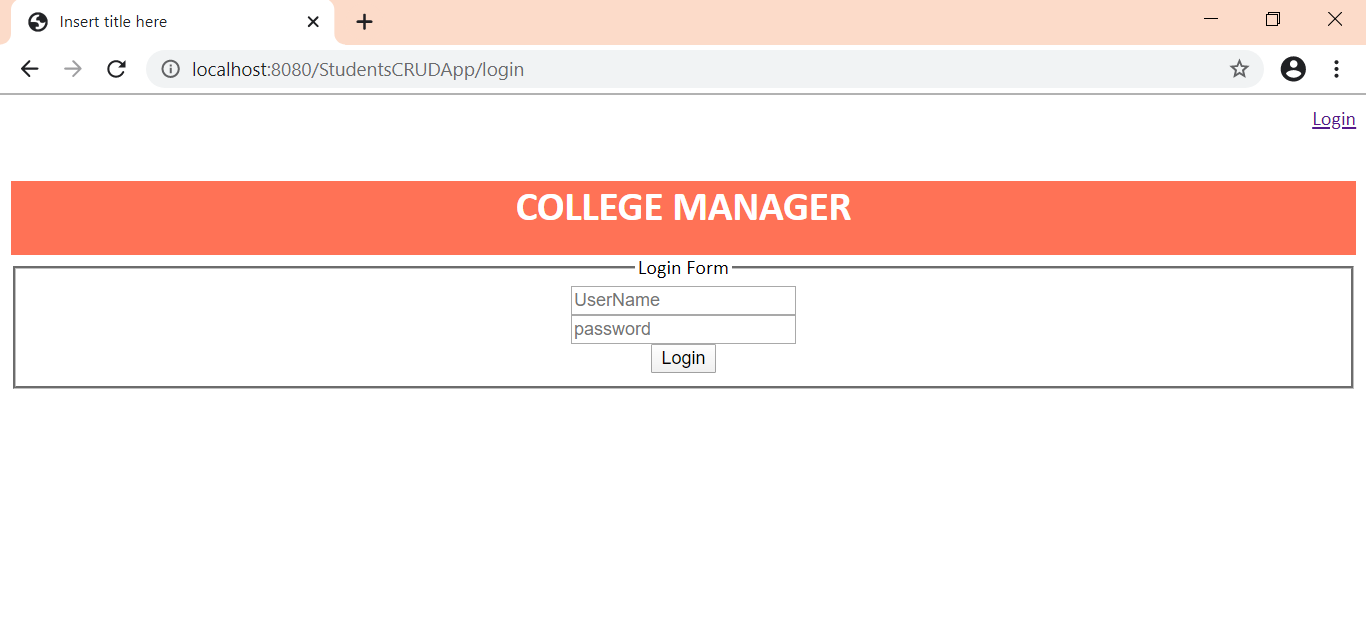 Insert title here
localhost:8080/StudentsCRUDApp/login
Login
COLLEGE MANAGER
Login Form
UserName
password
Login